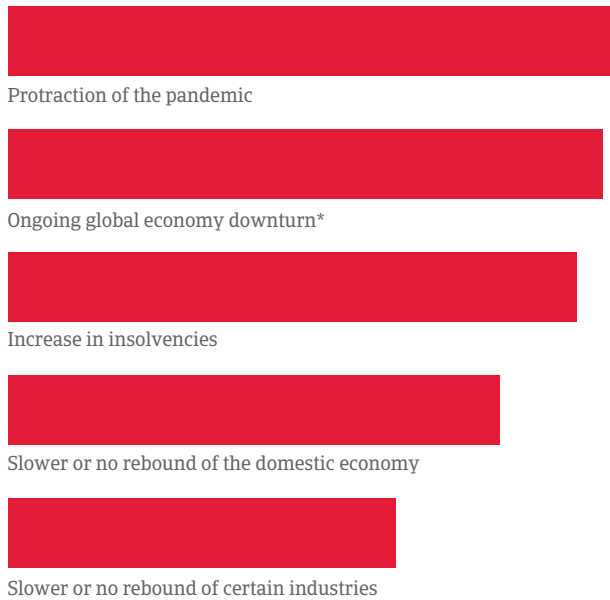 Protraction of the pandemic
Ongoing global economy downturn*
Increase in insolvencies
Slower or no rebound of the domestic economy
Slower or no rebound of certain industries